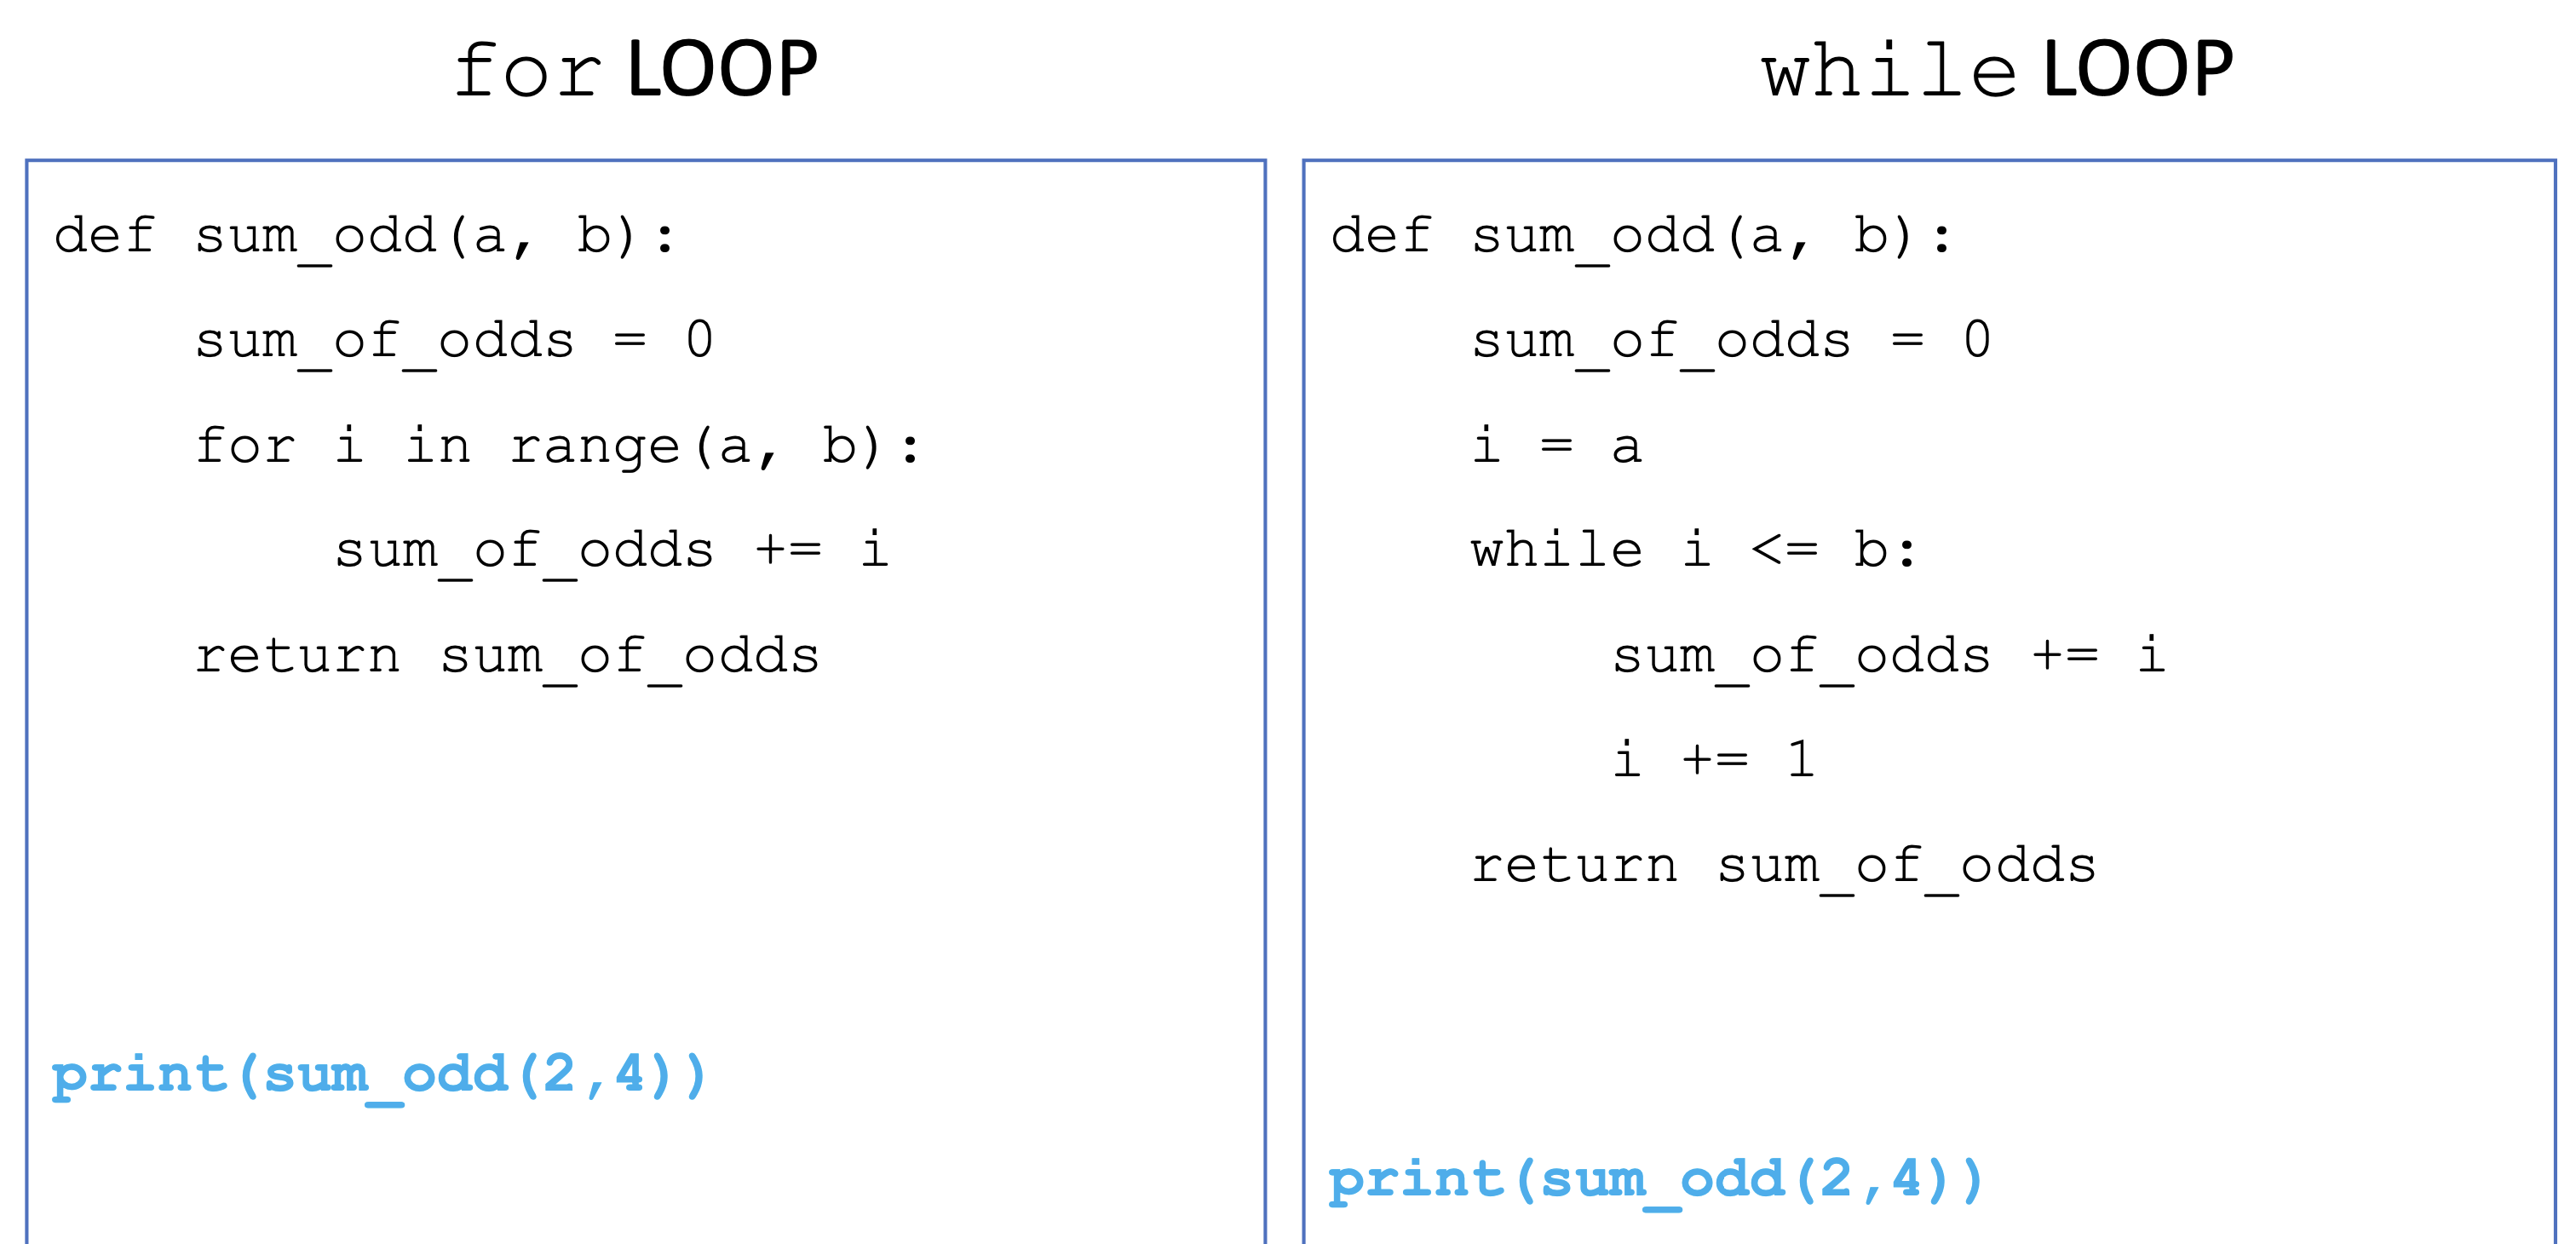 for LOOP
def sum_odd(a, b):
    sum_of_odds = 0
    for i in range(a, b):
        sum_of_odds += i
    return sum_of_odds
print(sum_odd(2,4))
while LOOP
def sum_odd(a, b):
    sum_of_odds = 0
    i = a
    while i <= b:
        sum_of_odds += i
        i += 1
    return sum_of_odds
print(sum_odd(2,4))